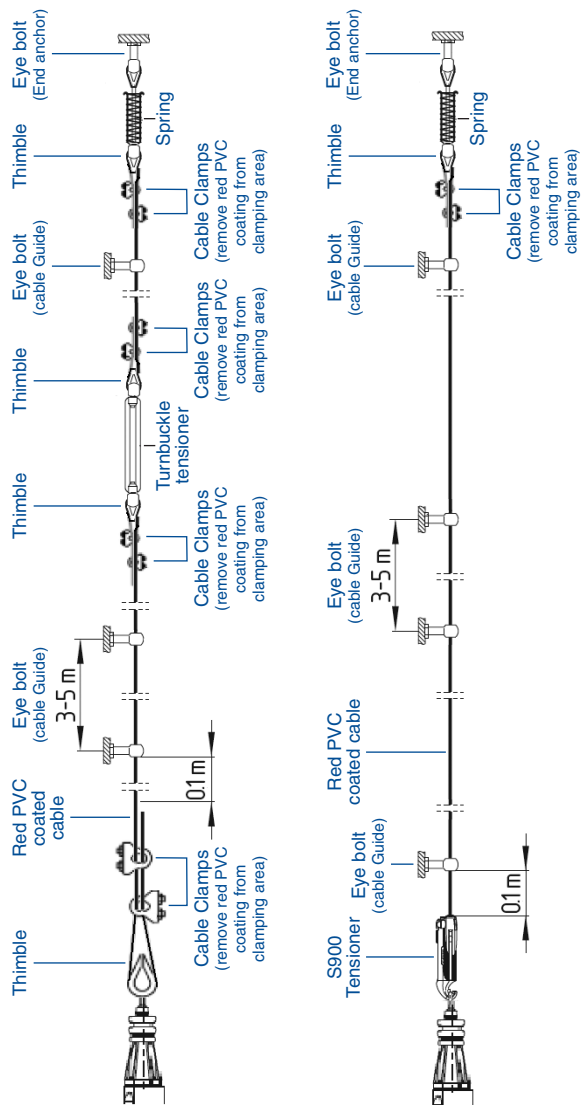 Thimble
Red PVC
coated
cable
Eye bolt
(cable Guide)
3-5 m
Thimble
Thimble
Eye bolt
(cable Guide)
Thimble
Eye bolt
(End anchor)
Cable Clamps
(remove red PVC
coating from
clamping area)
0.1 m
Cable Clamps
(remove red PVC
coating from
clamping area)
Turnbuckle
tensioner
Cable Clamps
(remove red PVC
coating from
clamping area)
Cable Clamps
(remove red PVC
coating from
clamping area)
Spring
S900
Tensioner
Eye bolt
(cable Guide)
0.1 m
Red PVC
coated cable
Eye bolt
(cable Guide)
3-5 m
Eye bolt
(cable Guide)
Thimble
Eye bolt
(End anchor)
Cable Clamps
(remove red PVC
coating from
clamping area)
Spring